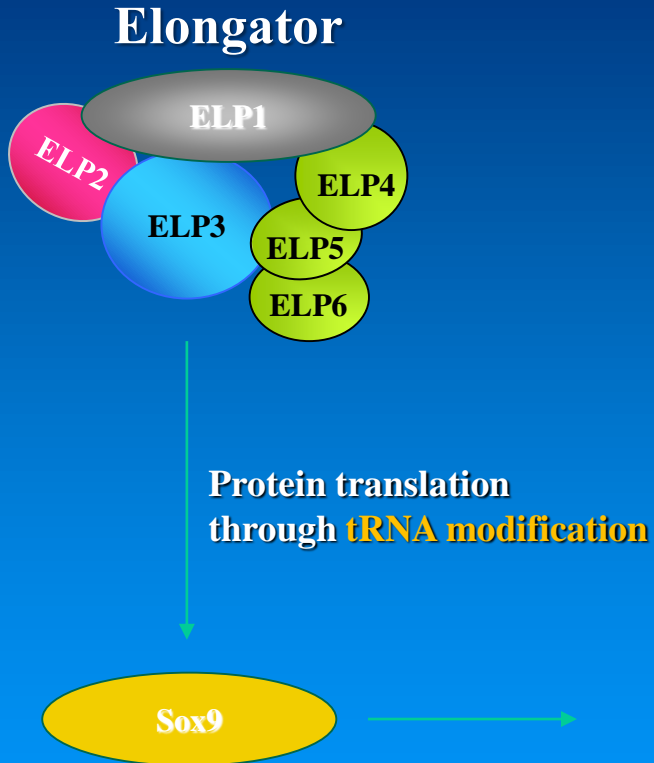 Elongator
ELP1
ELP2
ELP4
ELP3
ELP5
ELP6
Protein translation
through tRNA modification
Sox9